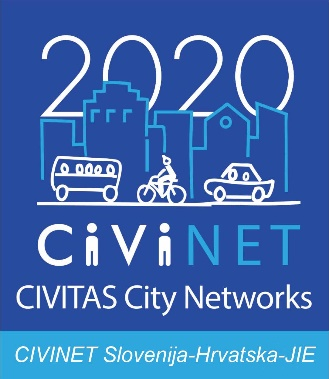 2020
CiViNET
CIVITAS City Networks
CIVINET Slovenija-Hrvatska-JIE